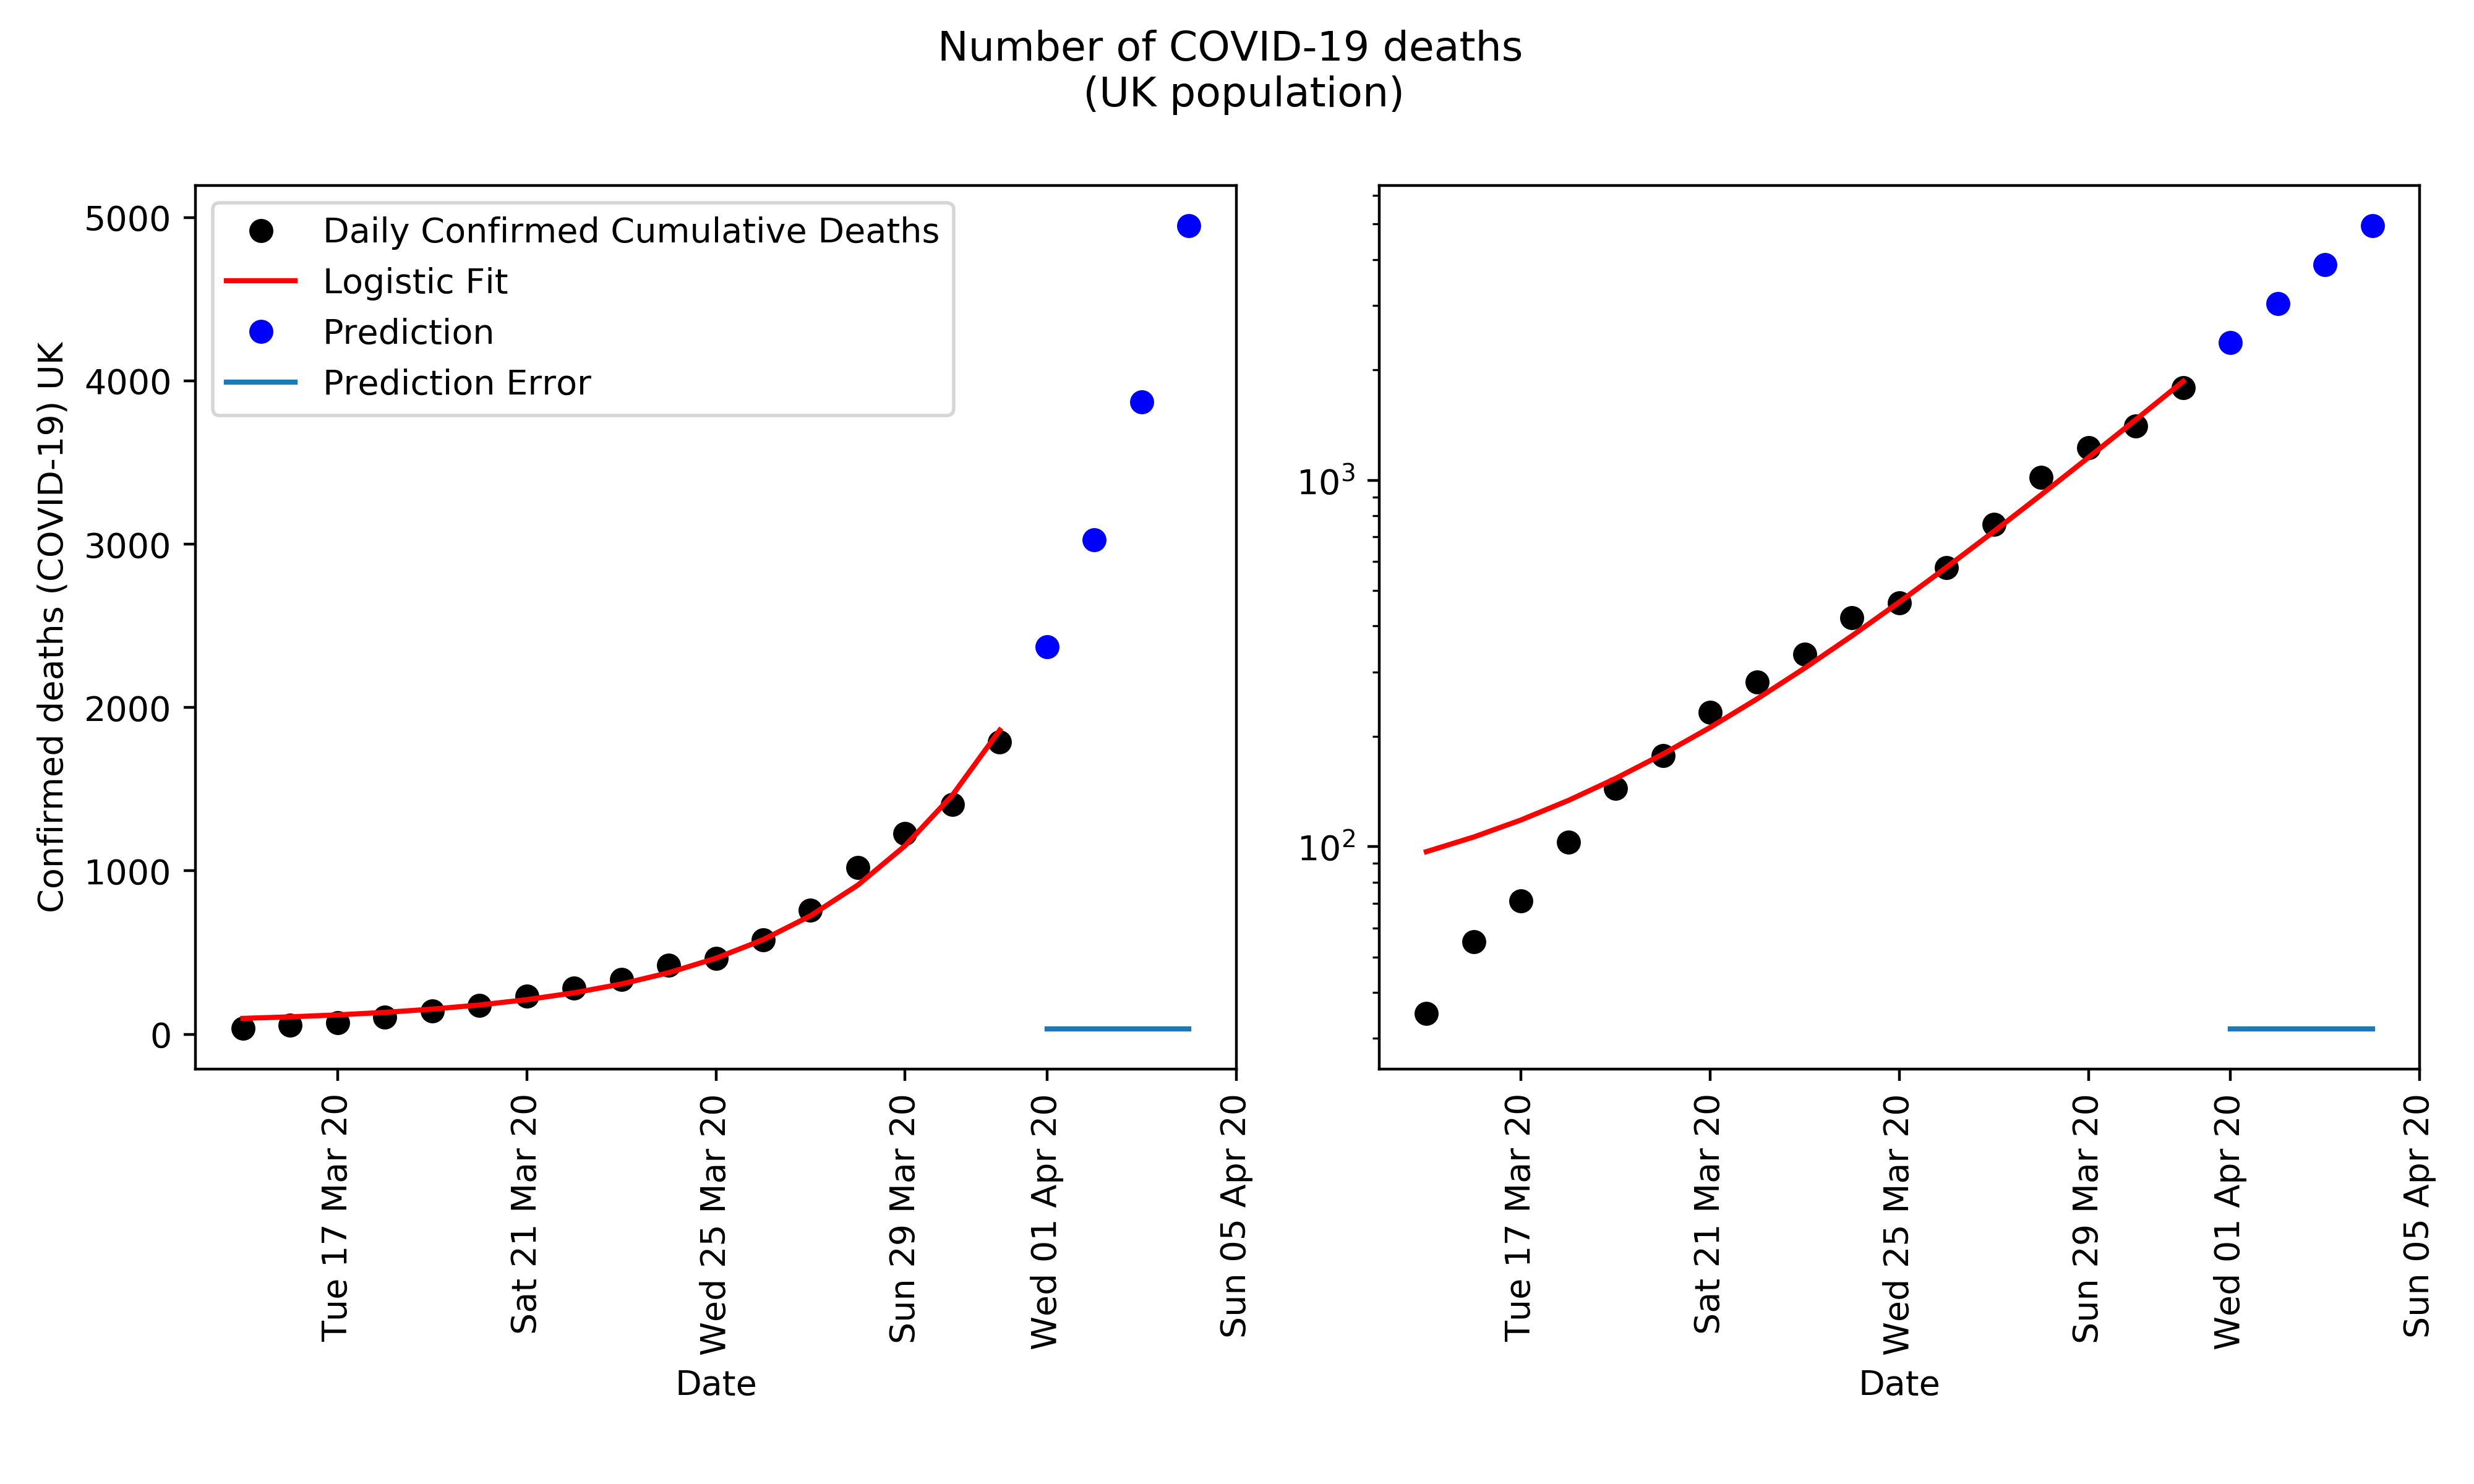 Number of COVID-19 deaths
(UK population)
Confirmed deaths (COVID-19) UK
5000
4000
3000
2000
1000
0
Daily Confirmed Cumulative Deaths
Logistic Fit
Prediction
Prediction Error
Tue 17 Mar 20
Sat 21 Mar 20
Wed 25 Mar 20
Sun 29 Mar 20
Wed 01 Apr 20
Sun 05 Apr 20
Date
10³
10²
Tue 17 Mar 20
Sat 21 Mar 20
Wed 25 Mar 20
Sun 29 Mar 20
Wed 01 Apr 20
Sun 05 Apr 20
Date